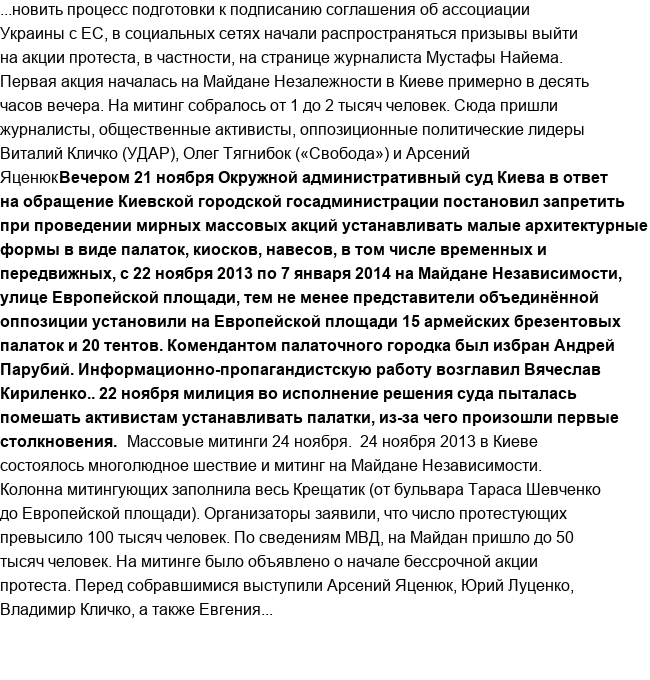 ...новить процесс подготовки к подписанию соглашения об ассоциации
Украины с ЕС, в социальных сетях начали распространяться призывы выйти
на акции протеста, в частности, на странице журналиста Мустафы Найема.
Первая акция началась на Майдане Незалежности в Киеве примерно в десять
часов вечера. На митинг собралось от 1 до 2 тысяч человек. Сюда пришли
журналисты, общественные активисты, оппозиционные политические лидеры
Виталий Кличко (УДАР), Олег Тягнибок («Свобода») и Арсений
ЯценюкВечером 21 ноября Окружной административный суд Киева в ответ
на обращение Киевской городской госадминистрации постановил запретить
при проведении мирных массовых акций устанавливать малые архитектурные
формы в виде палаток, киосков, навесов, в том числе временных и
передвижных, с 22 ноября 2013 по 7 января 2014 на Майдане Независимости,
улице Европейской площади, тем не менее представители объединённой
оппозиции установили на Европейской площади 15 армейских брезентовых
палаток и 20 тентов. Комендантом палаточного городка был избран Андрей
Парубий. Информационно-пропагандистскую работу возглавил Вячеслав
Кириленко.. 22 ноября милиция во исполнение решения суда пыталась
помешать активистам устанавливать палатки, из-за чего произошли первые
столкновения.  Массовые митинги 24 ноября.  24 ноября 2013 в Киеве
состоялось многолюдное шествие и митинг на Майдане Независимости.
Колонна митингующих заполнила весь Крещатик (от бульвара Тараса Шевченко
до Европейской площади). Организаторы заявили, что число протестующих
превысило 100 тысяч человек. По сведениям МВД, на Майдан пришло до 50
тысяч человек. На митинге было объявлено о начале бессрочной акции
протеста. Перед собравшимися выступили Арсений Яценюк, Юрий Луценко,
Владимир Кличко, а также Евгения...